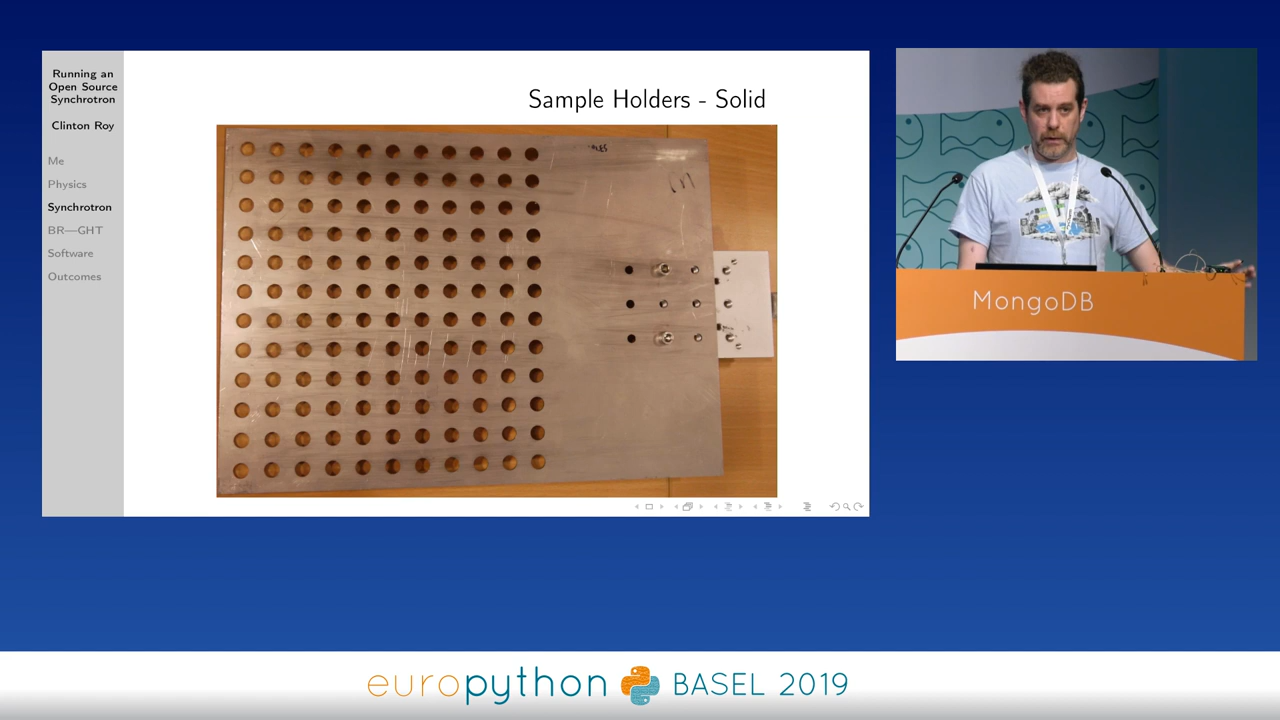 Running an
Open Source
Synchrotron
Clinton Roy
Me
Physics
Synchrotron
BR—GHT
Software
Outcomes
Sample Holders - Solid
MongoDB
europython BASEL 2019